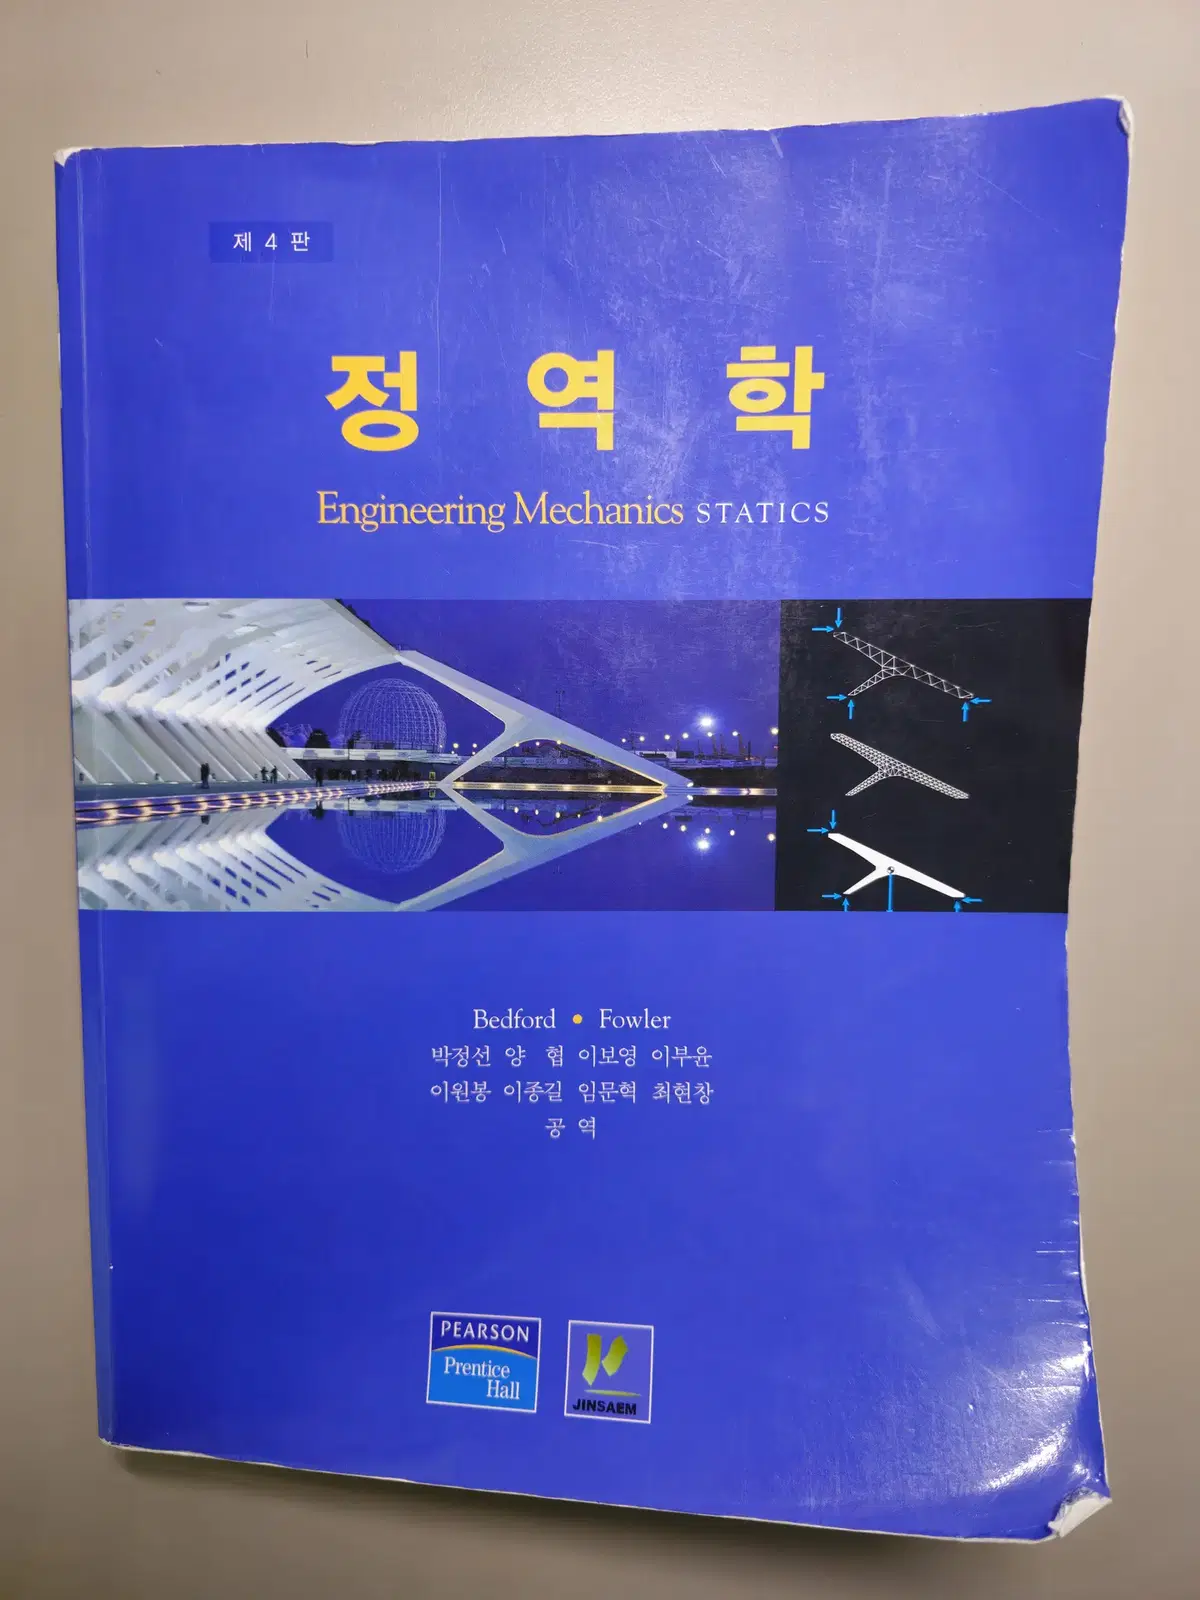 제 4 판
정 역 학
Engineering Mechanics STATICS
Bedford • Fowler
박정선 양 협 이보영 이부윤
이원봉 이종길 임문혁 최현창
공 역
PEARSON
Prentice
Hall
JINSAEM